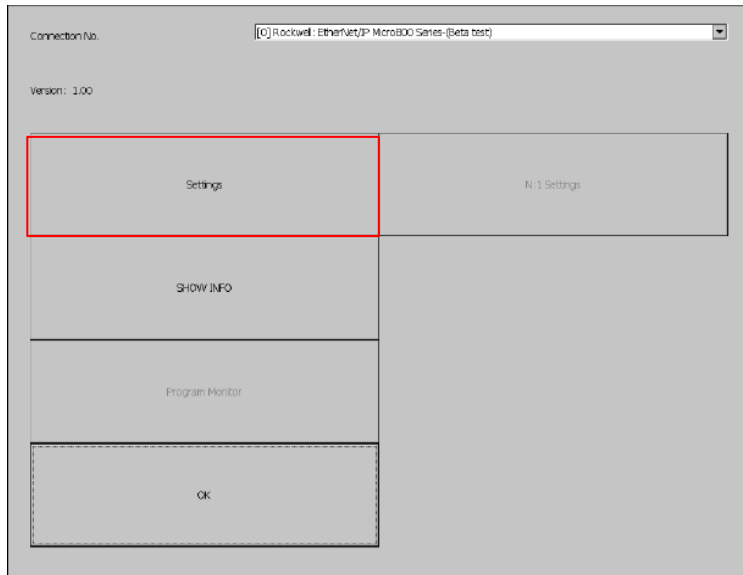 Connection No.
[0] Rockwell: EtherNet/IP Micro800 Series-(Beta test)
Version: 1.00
Settings
N:1 Settings
SHOW INFO
Program Monitor
OK